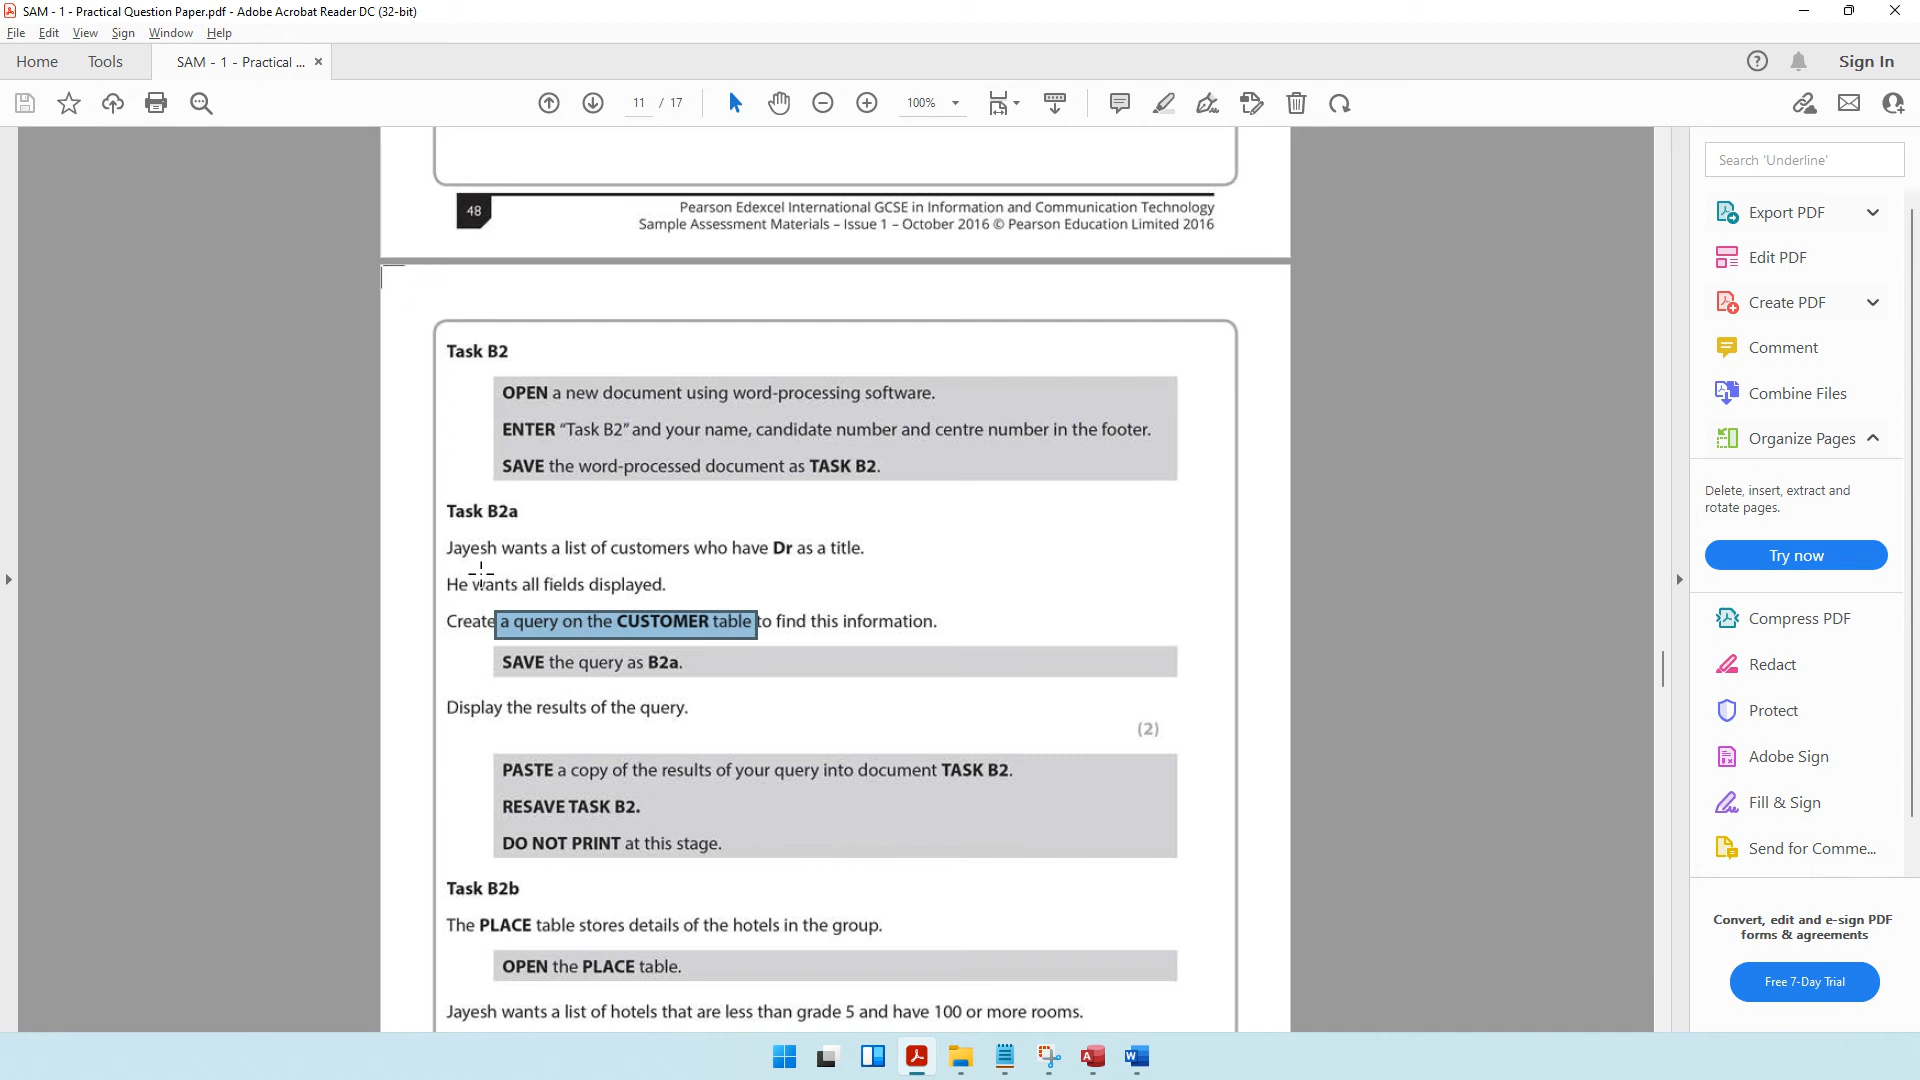 SAM - 1 - Practical Question Paper.pdf - Adobe Acrobat Reader DC (32-bit)
File Edit View Sign Window Help
Home Tools SAM - 1 - Practical ... × Sign In
11 / 17 100%
Search 'Underline'
Export PDF
Edit PDF
Create PDF
Comment
Combine Files
Organize Pages
Delete, insert, extract and
rotate pages.
Try now
Compress PDF
Redact
Protect
Adobe Sign
Fill & Sign
Send for Comme...
Convert, edit and e-sign PDF
forms & agreements
Free 7-Day Trial
48
Pearson Edexcel International GCSE in Information and Communication Technology
Sample Assessment Materials – Issue 1 – October 2016 © Pearson Education Limited 2016
Task B2
OPEN a new document using word-processing software.
ENTER “Task B2” and your name, candidate number and centre number in the footer.
SAVE the word-processed document as TASK B2.
Task B2a
Jayesh wants a list of customers who have Dr as a title.
He wants all fields displayed.
Create a query on the CUSTOMER table to find this information.
SAVE the query as B2a.
Display the results of the query.
(2)
PASTE a copy of the results of your query into document TASK B2.
RESAVE TASK B2.
DO NOT PRINT at this stage.
Task B2b
The PLACE table stores details of the hotels in the group.
OPEN the PLACE table.
Jayesh wants a list of hotels that are less than grade 5 and have 100 or more rooms.